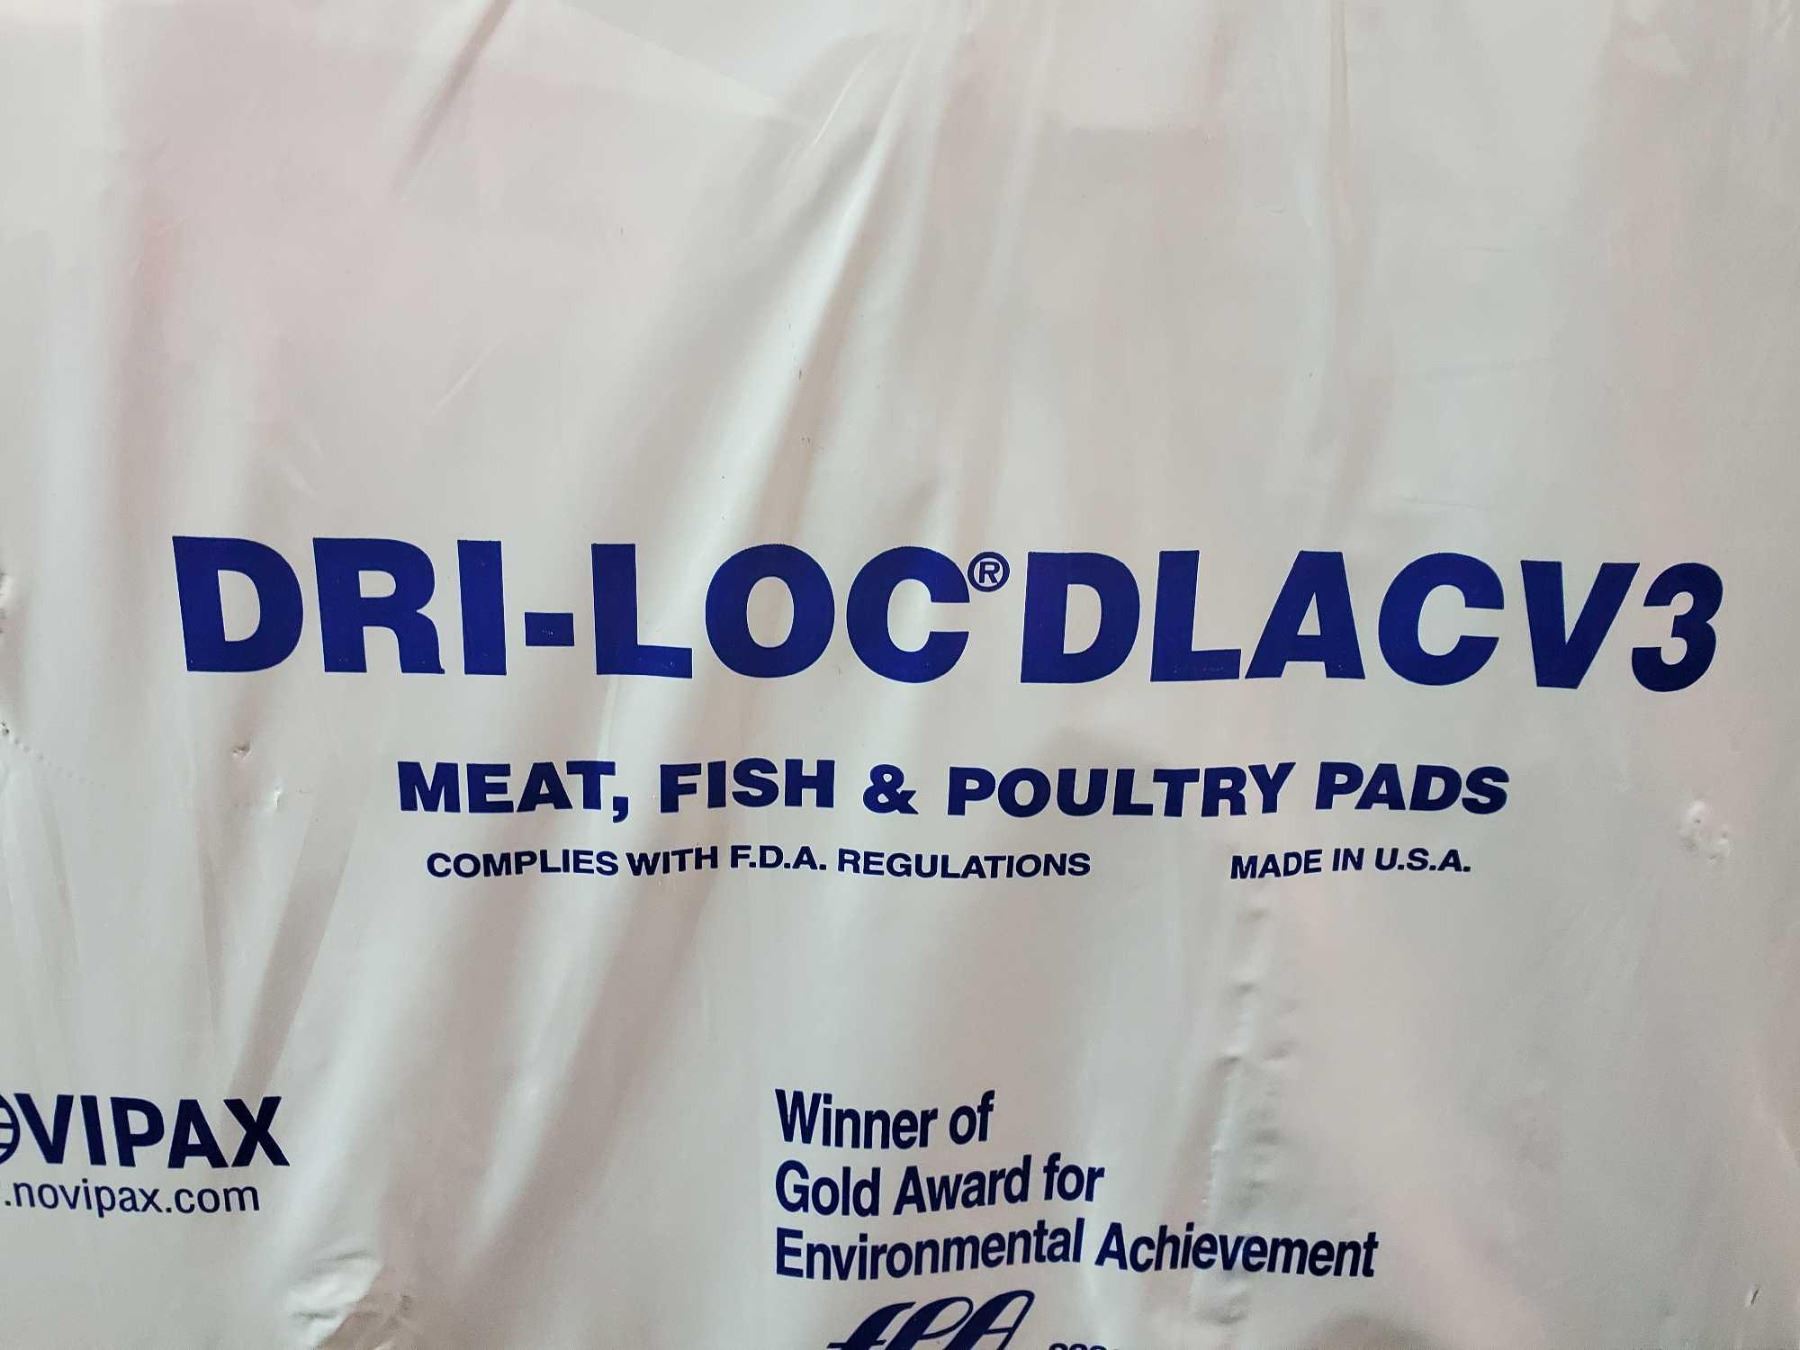 DRI-LOC® DLACV3
MEAT, FISH & POULTRY PADS
COMPLIES WITH F.D.A. REGULATIONS MADE IN U.S.A.
OVIPAX
.novipax.com
Winner of
Gold Award for
Environmental Achievement